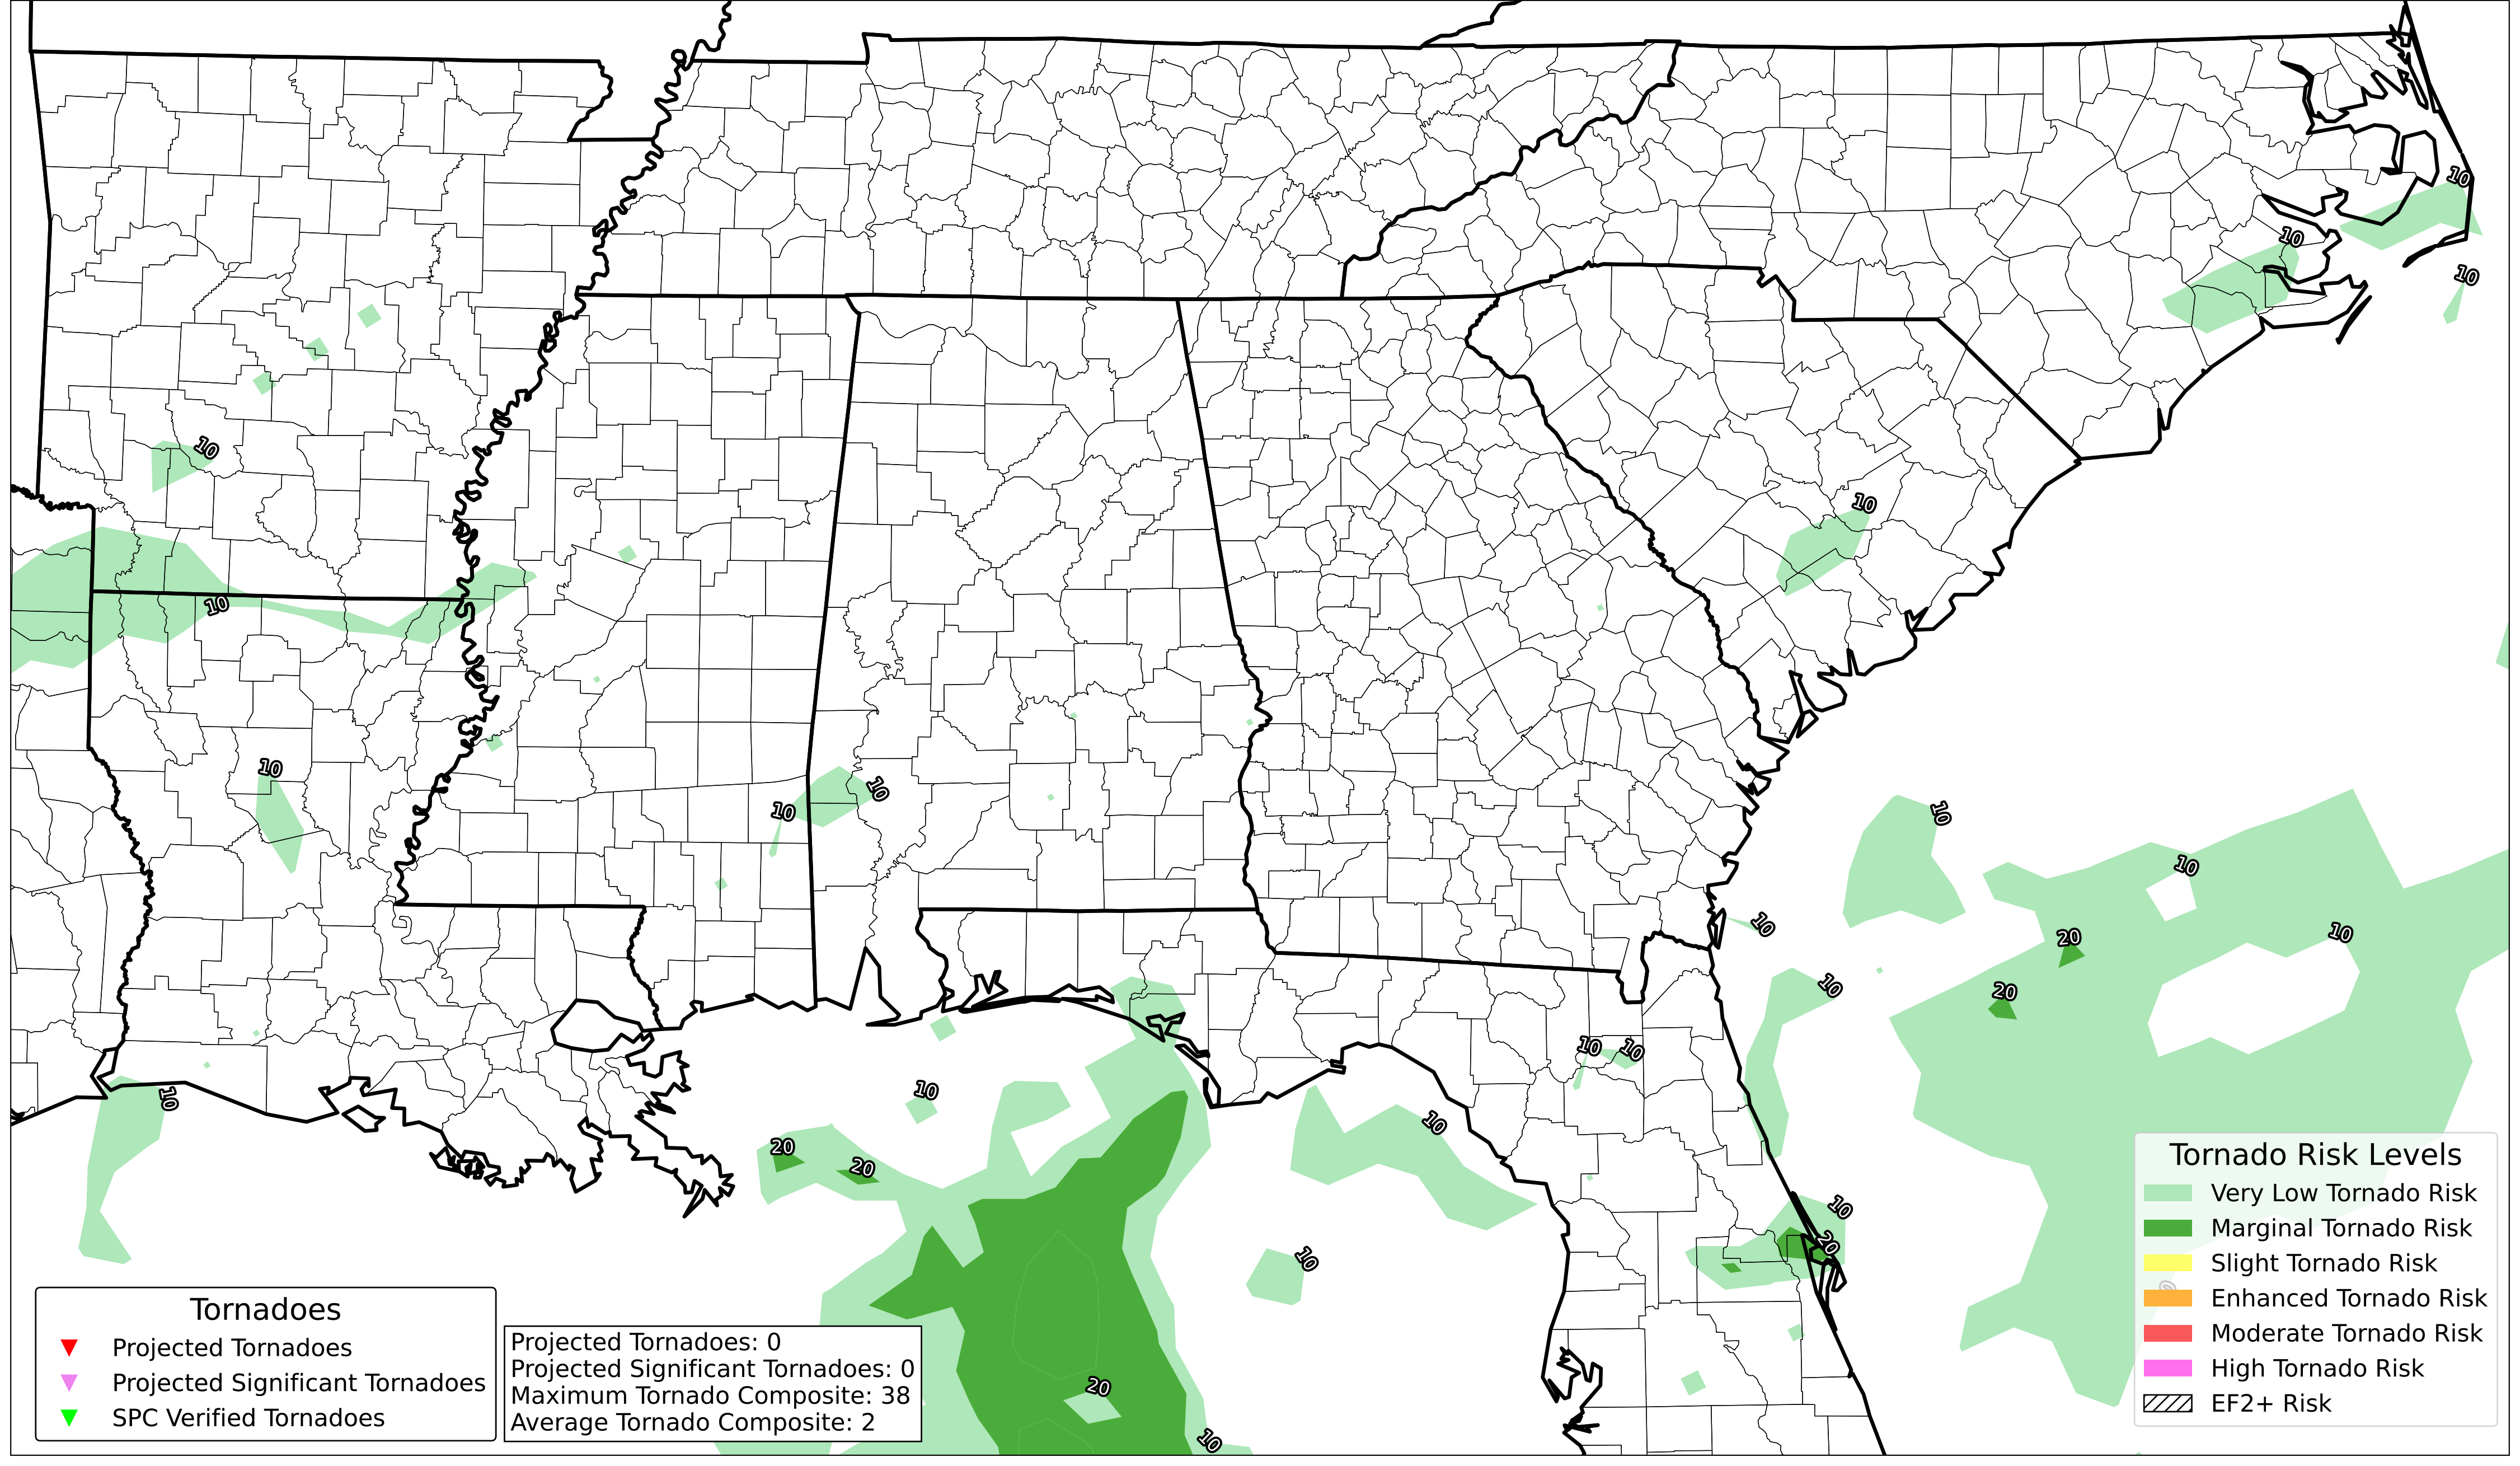 10
10
10
10
10
10
10
10
10
10
10
10
20
10
20
10
10
10
10
10
20
20
10
10
20
10
20
10
Tornado Risk Levels
Very Low Tornado Risk
Marginal Tornado Risk
Slight Tornado Risk
Enhanced Tornado Risk
Moderate Tornado Risk
High Tornado Risk
EF2+ Risk
Tornadoes
Projected Tornadoes
Projected Significant Tornadoes
SPC Verified Tornadoes
Projected Tornadoes: 0
Projected Significant Tornadoes: 0
Maximum Tornado Composite: 38
Average Tornado Composite: 2